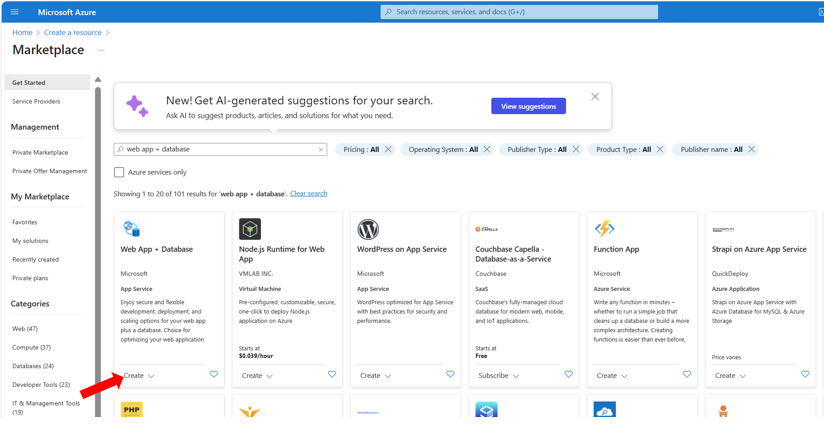 Microsoft Azure
Search resources, services, and docs (G+/)
Home > Create a resource >
Marketplace ...
Get Started
Service Providers
Management
Private Marketplace
Private Offer Management
My Marketplace
Favorites
My solutions
Recently created
Private plans
Categories
Web (47)
Compute (37)
Databases (24)
Developer Tools (23)
IT & Management Tools
(19)
New! Get AI-generated suggestions for your search.
Ask AI to suggest products, articles, and solutions for what you need.
View suggestions
web app + database
Pricing : All
Operating System : All
Publisher Type : All
Product Type : All
Publisher name : All
Azure services only
Showing 1 to 20 of 101 results for 'web app + database'. Clear search
Web App + Database
Microsoft
App Service
Enjoy secure and flexible
development, deployment, and
scaling options for your web app
plus a database. Choice for
optimizing your web application
Create
Node.js Runtime for Web
App
VMLAB INC.
Virtual Machine
Pre-configured, customizable, secure,
one-click to deploy Node.js
application on Azure
Starts at
$0.039/hour
Create
WordPress on App Service
Microsoft
App Service
WordPress optimized for App Service
with best practices for security and
performance.
Create
CAPELLA
Couchbase Capella -
Database-as-a-Service
Couchbase
SaaS
Couchbase's fully-managed cloud
database for modern web, mobile,
and IoT applications.
Starts at
Free
Subscribe
Function App
Microsoft
Azure Service
Write any function in minutes –
whether to run a simple job that
cleans up a database or build a more
complex architecture. Creating
functions is easier than ever before,
Create
Strapi on Azure App Service
QuickDeploy
Azure Application
Strapi on Azure App Service with
Azure Database for MySQL & Azure
Storage
Price varies
Create
PHP